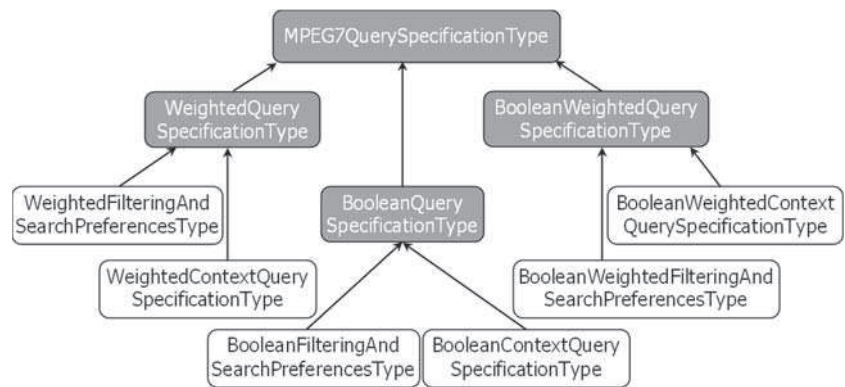 MPEG7QuerySpecificationType
WeightedQuery
SpecificationType
BooleanWeightedQuery
SpecificationType
WeightedFilteringAnd
SearchPreferencesType
BooleanQuery
SpecificationType
BooleanWeightedContext
QuerySpecificationType
WeightedContextQuery
SpecificationType
BooleanWeightedFilteringAnd
SearchPreferencesType
BooleanFilteringAnd
SearchPreferencesType
BooleanContextQuery
SpecificationType